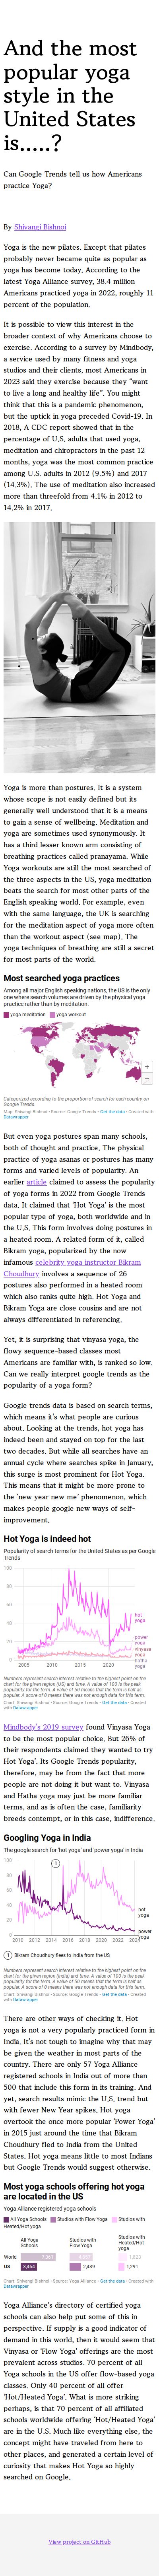 And the most
popular yoga
style in the
United States
is.....?
Can Google Trends tell us how Americans
practice Yoga?
By Shivangi Bishnoi
Yoga is the new pilates. Except that pilates
probably never became quite as popular as
yoga has become today. According to the
latest Yoga Alliance survey, 38.4 million
Americans practiced yoga in 2022, roughly 11
percent of the population.
It is possible to view this interest in the
broader context of why Americans choose to
exercise. According to a survey by Mindbody,
a service used by many fitness and yoga
studios and their clients, most Americans in
2023 said they exercise because they “want
to live a long and healthy life”. You might
think this is a pandemic phenomenon,
but the uptick in yoga preceded Covid-19. In
2018, A CDC report showed that in the
percentage of U.S. adults that used yoga,
meditation and chiropractors in the past 12
months, yoga was the most common practice
among U.S. adults in 2012 (9.5%) and 2017
(14.3%). The use of meditation also increased
more than threefold from 4.1% in 2012 to
14.2% in 2017.
Yoga is more than postures. It is a system
whose scope is not easily defined but its
generally well understood that it is a means
to gain a sense of wellbeing. Meditation and
yoga are sometimes used synonymously. It
has a third lesser known arm consisting of
breathing practices called pranayama. While
Yoga workouts are still the most searched of
the three aspects in the US, yoga meditation
beats the search for most other parts of the
English speaking world. For example, even
with the same language, the UK is searching
for the meditation aspect of yoga more often
than the workout aspect (see map). The
yoga techniques of breathing are still a secret
for most parts of the world.
Most searched yoga practices
Among all major English speaking nations, the US is the only
one where search volumes are driven by the physical yoga
practice rather than by meditation.
yoga meditation yoga workout
+
−
Categorized according to the proportion of search for each country on
Google Trends.
Map: Shivangi Bishnoi • Source: Google Trends • Get the data • Created with
Datawrapper
But even yoga postures span many schools,
both of thought and practice. The physical
practice of yoga or asanas has many
forms and varied levels of popularity. An
earlier article claimed to assess the popularity
of yoga forms in 2022 from Google Trends
data. It claimed that ‘Hot Yoga’ is the most
popular type of yoga, both worldwide and in
the U.S. This form involves doing postures in
a heated room. A related form of it, called
Bikram yoga, popularized by the now
infamous celebrity yoga instructor Bikram
Choudhury involves a sequence of 26
postures also performed in a heated room
which also ranks quite high. Hot Yoga and
Bikram Yoga are close cousins and are not
always differentiated in referencing.
Yet, it is surprising that vinyasa yoga, the
flowy sequence-based classes most
Americans are familiar with, is ranked so low.
Can we really interpret google trends as the
popularity of a yoga form?
Google trends data is based on search terms,
which means it’s what people are curious
about. Looking at the trends, hot yoga has
indeed been and stayed on top for the last
two decades. But while all searches have an
annual cycle where searches spike in January,
this surge is most prominent for Hot Yoga.
This means that it might be more prone to
the ‘new year new me’ phenomenon, which
makes people google new ways of self-
improvement.
Hot Yoga is indeed hot
Popularity of search terms for the United States as per Google
Trends
100
80
60
40
20
0
2005 2010 2015 2020
hot
yoga
power
yoga
vinyasa
yoga
hatha
yoga
Numbers represent search interest relative to the highest point on the
chart for the given region (US) and time. A value of 100 is the peak
popularity for the term. A value of 50 means that the term is half as
popular. A score of 0 means there was not enough data for this term.
Chart: Shivangi Bishnoi • Source: Google Trends • Get the data • Created
with Datawrapper
Mindbody’s 2019 survey found Vinyasa Yoga
to be the most popular choice. But 26% of
their respondents claimed they wanted to try
Hot Yoga’. Its Google Trends popularity,
therefore, may be from the fact that most
people are not doing it but want to. Vinyasa
and Hatha yoga may just be more familiar
terms, and as is often the case, familiarity
breeds contempt, or in this case, indifference.
Googling Yoga in India
The google search for 'hot yoga' and 'power yoga' in India
100
80
60
40
20
0
1
2010 2012 2014 2016 2018 2020 2022 2024
hot
yoga
power
yoga
1 Bikram Choudhury flees to India from the US
Numbers represent search interest relative to the highest point on the
chart for the given region (India) and time. A value of 100 is the peak
popularity for the term. A value of 50 means that the term is half as
popular. A score of 0 means there was not enough data for this term.
Chart: Shivangi Bishnoi • Source: Google Trends • Get the data • Created
with Datawrapper
There are other ways of checking it. Hot
yoga is not a very popularly practiced form in
India. It’s not tough to imagine why that may
be given the weather in most parts of the
country. There are only 57 Yoga Alliance
registered schools in India out of more than
500 that include this form in its training. And
yet, search results mimic the U.S. trend but
with fewer New Year spikes. Hot yoga
overtook the once more popular ‘Power Yoga’
in 2015 just around the time that Bikram
Choudhury fled to India from the United
States. Hot yoga means little to most Indians
but Google Trends would suggest otherwise.
Most yoga schools offering hot yoga
are located in the US
Yoga Alliance registered yoga schools
All Yoga Schools Studios with Flow Yoga Studios with
Heated/Hot yoga
All Yoga
Schools
Studios with
Flow Yoga
Studios with
Heated/Hot
yoga
World
US 3,464 2,439 1,291
Chart: Shivangi Bishnoi • Source: Yoga Alliance • Get the data • Created with
Datawrapper
Yoga Alliance’s directory of certified yoga
schools can also help put some of this in
perspective. If supply is a good indicator of
demand in this world, then it would seem that
Vinyasa or ‘Flow Yoga’ offerings are the most
prevalent across the globe. 70% of all Yoga
schools in the US offer flow-based yoga
classes. Only 40 percent of all offer
‘Hot/Heated Yoga’. What is more striking
perhaps, is that 70 percent of all affiliated
schools worldwide offering ‘Hot/Heated Yoga’
are in the U.S. Much like everything else, the
concept might have traveled from here to
other places, and generated a certain level of
curiosity that makes Hot Yoga so highly
searched on Google.
View project on GitHub